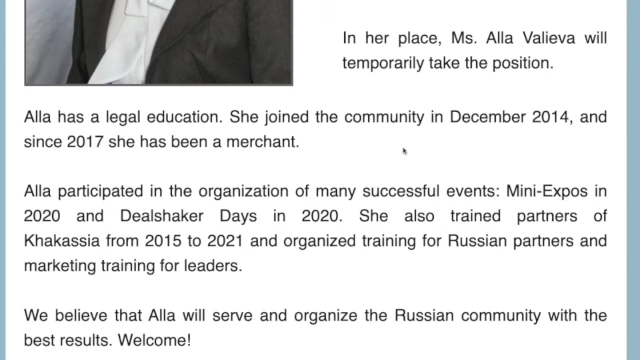 In her place, Ms. Alla Valieva will
temporarily take the position.
Alla has a legal education. She joined the community in December 2014, and
since 2017 she has been a merchant.
Alla participated in the organization of many successful events: Mini-Expos in
2020 and Dealshaker Days in 2020. She also trained partners of
Khakassia from 2015 to 2021 and organized training for Russian partners and
marketing training for leaders.
We believe that Alla will serve and organize the Russian community with the
best results. Welcome!